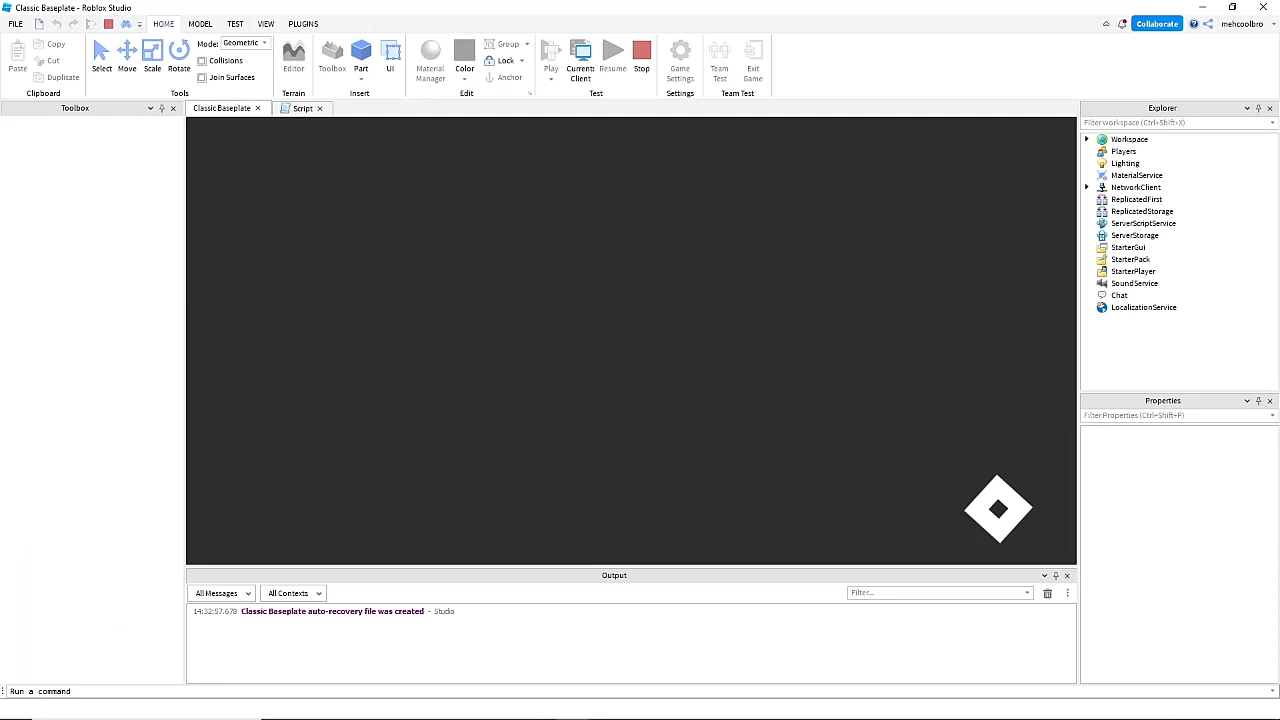 Classic Baseplate - Roblox Studio
FILE HOME MODEL TEST VIEW PLUGINS Collaborate mehcoolbro
Paste Copy Cut Duplicate Clipboard
Select Move Scale Rotate Mode: Geometric Collisions Join Surfaces Tools
Editor Terrain
Toolbox Part UI Insert
Material Manager Color Group Lock Anchor Edit
Play Current: Client Resume Stop Test
Game Settings Settings
Team Test Exit Game Team Test
Toolbox
Classic Baseplate Script
Explorer
Filter workspace (Ctrl+Shift+X)
Workspace
Players
Lighting
MaterialService
NetworkClient
ReplicatedFirst
ReplicatedStorage
ServerScriptService
ServerStorage
StarterGui
StarterPack
StarterPlayer
SoundService
Chat
LocalizationService
Properties
Filter Properties (Ctrl+Shift+P)
Output
All Messages All Contexts Filter...
14:32:57.678 Classic Baseplate auto-recovery file was created - Studio
Run a command